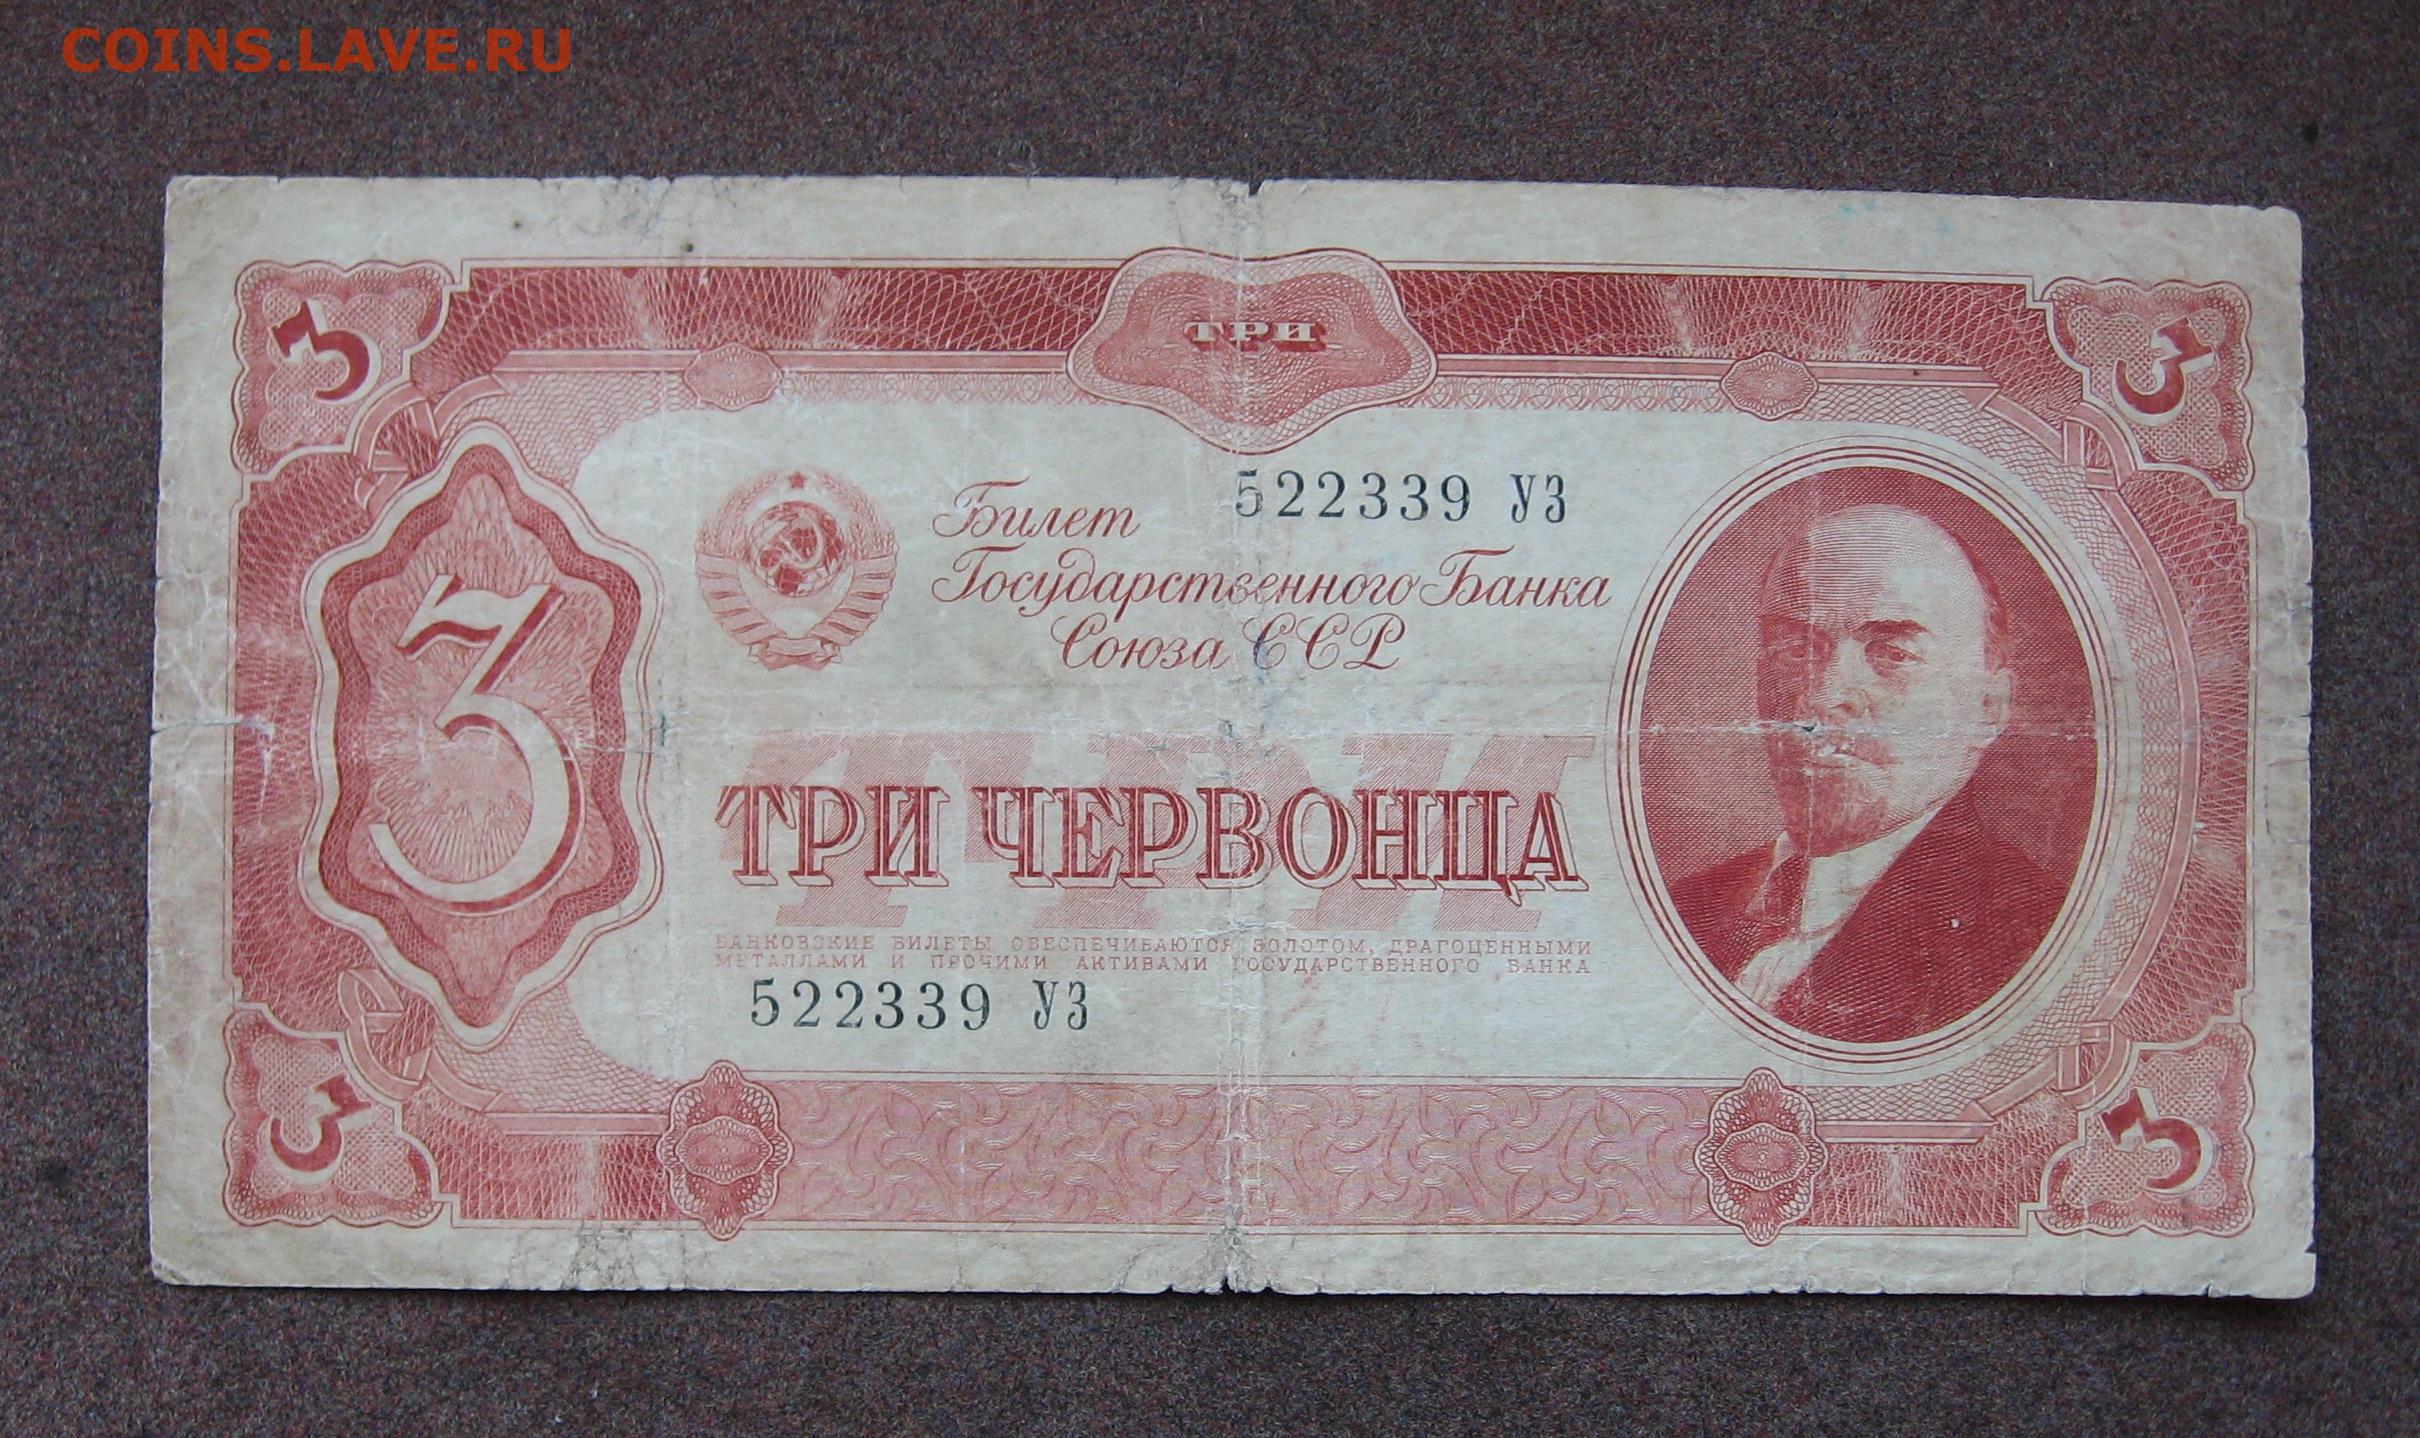 COINS.LAVE.RU
3 3
ТРИ
522339 УЗ
Билет
Государственного Банка
Союза ССР
3
ТРИ
ТРИ ЧЕРВОНЦА
БАНКОВСКИЕ БИЛЕТЫ ОБЕСПЕЧИВАЮТСЯ ЗОЛОТОМ, ДРАГОЦЕННЫМИ
МЕТАЛЛАМИ И ПРОЧИМИ АКТИВАМИ ГОСУДАРСТВЕННОГО БАНКА
522339 УЗ
3 3